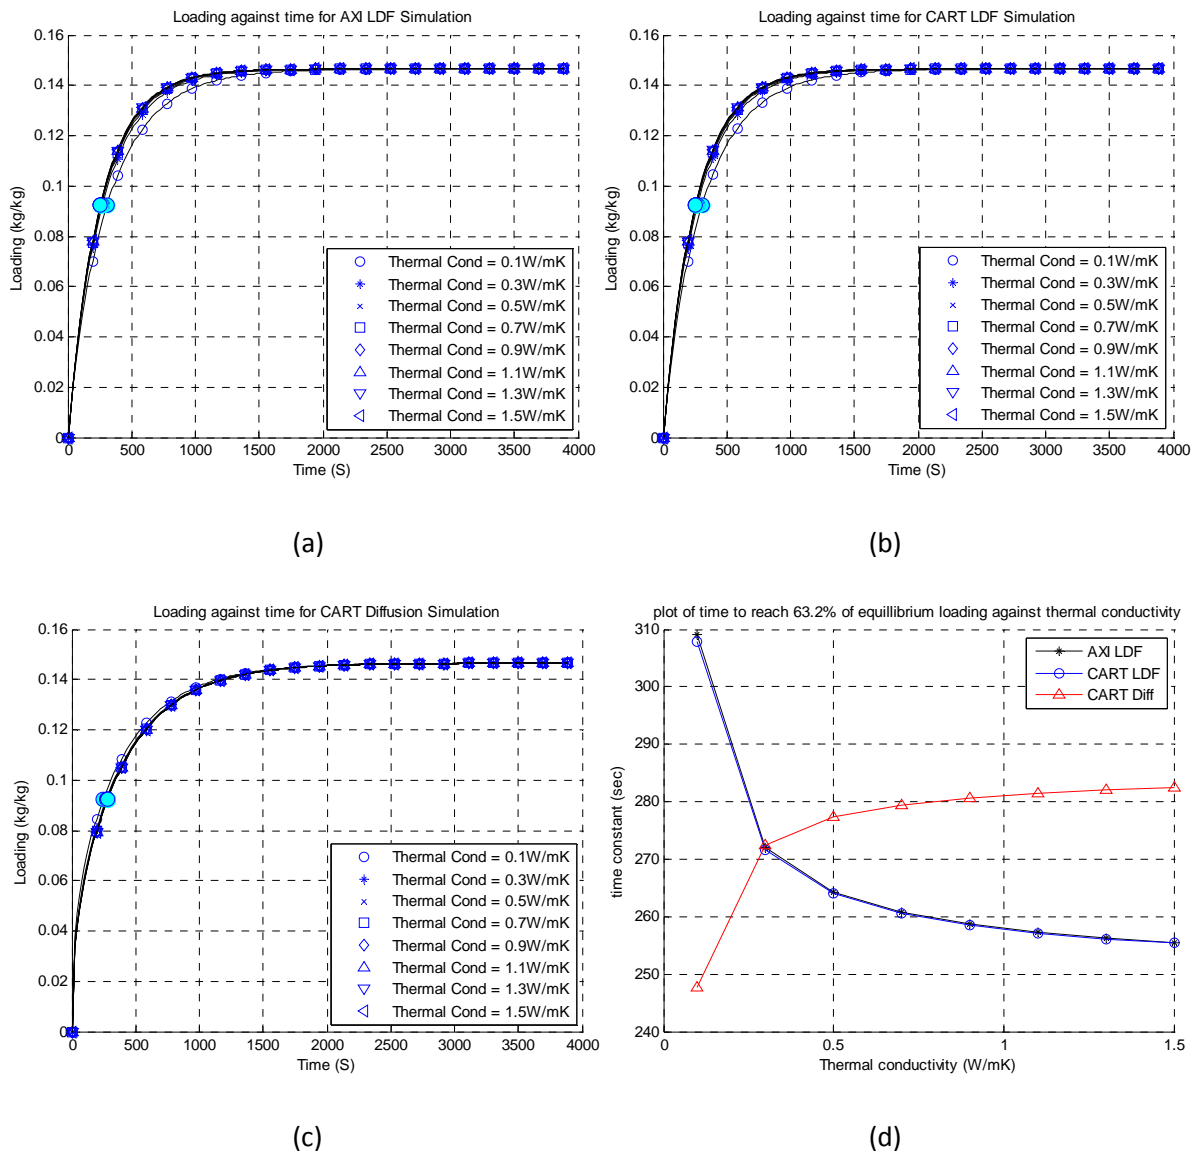 Loading against time for AXI LDF Simulation
0.16
0.14
0.12
0.1
0.08
0.06
0.04
0.02
0
Loading (kg/kg)
Thermal Cond = 0.1W/mK
Thermal Cond = 0.3W/mK
Thermal Cond = 0.5W/mK
Thermal Cond = 0.7W/mK
Thermal Cond = 0.9W/mK
Thermal Cond = 1.1W/mK
Thermal Cond = 1.3W/mK
Thermal Cond = 1.5W/mK
0 500 1000 1500 2000 2500 3000 3500 4000
Time (S)
(a)
Loading against time for CART LDF Simulation
0.16
0.14
0.12
0.1
0.08
0.06
0.04
0.02
0
Loading (kg/kg)
Thermal Cond = 0.1W/mK
Thermal Cond = 0.3W/mK
Thermal Cond = 0.5W/mK
Thermal Cond = 0.7W/mK
Thermal Cond = 0.9W/mK
Thermal Cond = 1.1W/mK
Thermal Cond = 1.3W/mK
Thermal Cond = 1.5W/mK
0 500 1000 1500 2000 2500 3000 3500 4000
Time (S)
(b)
Loading against time for CART Diffusion Simulation
0.16
0.14
0.12
0.1
0.08
0.06
0.04
0.02
0
Loading (kg/kg)
Thermal Cond = 0.1W/mK
Thermal Cond = 0.3W/mK
Thermal Cond = 0.5W/mK
Thermal Cond = 0.7W/mK
Thermal Cond = 0.9W/mK
Thermal Cond = 1.1W/mK
Thermal Cond = 1.3W/mK
Thermal Cond = 1.5W/mK
0 500 1000 1500 2000 2500 3000 3500 4000
Time (S)
(c)
plot of time to reach 63.2% of equillibrium loading against thermal conductivity
310
300
290
280
270
260
250
240
time constant (sec)
AXI LDF
CART LDF
CART Diff
0 0.5 1 1.5
Thermal conductivity (W/mK)
(d)